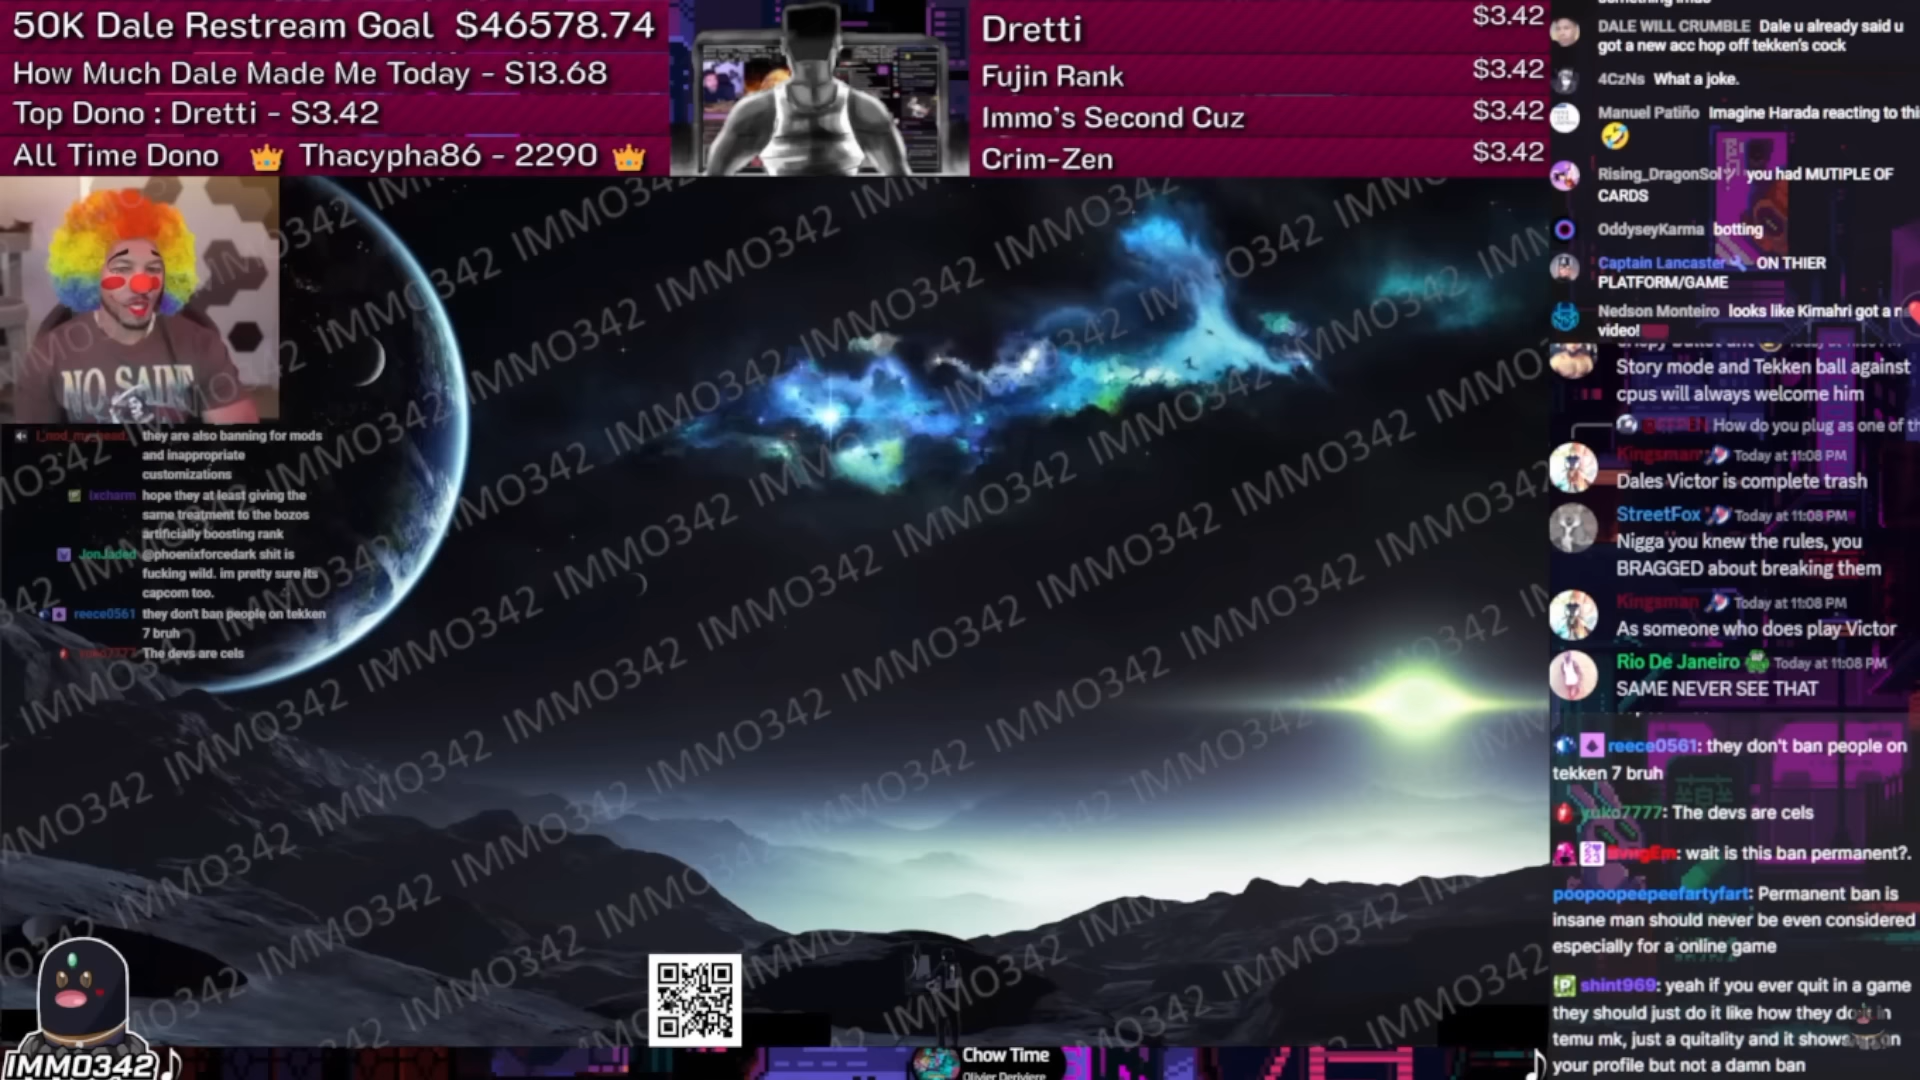 50K Dale Restream Goal $46578.74
How Much Dale Made Me Today - $13.68
Top Dono : Dretti - $3.42
All Time Dono Thacypha86 - 2290
Dretti $3.42
Fujin Rank $3.42
Immo's Second Cuz $3.42
Crim-Zen $3.42
NO SAINT
they are also banning for mods
and inappropriate
customizations
lxcharm hope they at least giving the
same treatment to the bozos
artificially boosting rank
JonJaded @phoenixforcedark shit is
fucking wild. im pretty sure its
capcom too.
reece0561 they don't ban people on tekken
7 bruh
The devs are cels
IMMO342
IMMO342
Chow Time
Olivier Deriviere
DALE WILL CRUMBLE Dale u already said u
got a new acc hop off tekken's cock
4CzNs What a joke.
Manuel Patiño Imagine Harada reacting to this
Rising_DragonSol you had MUTIPLE OF
CARDS
OddyseyKarma botting
Captain Lancaster ON THIER
PLATFORM/GAME
Nedson Monteiro looks like Kimahri got a
video!
Story mode and Tekken ball against
cpus will always welcome him
How do you plug as one of
Kingsman Today at 11:08 PM
Dales Victor is complete trash
StreetFox Today at 11:08 PM
Nigga you knew the rules, you
BRAGGED about breaking them
Kingsman Today at 11:08 PM
As someone who does play Victor
Rio De Janeiro Today at 11:08 PM
SAME NEVER SEE THAT
reece0561: they don't ban people on
tekken 7 bruh
yuko7777: The devs are cels
wait is this ban permanent?.
poopoopeepeefartyfart: Permanent ban is
insane man should never be even considered
especially for a online game
shint969: yeah if you ever quit in a game
they should just do it like how they do it in
temu mk, just a quitality and it shows on
your profile but not a damn ban